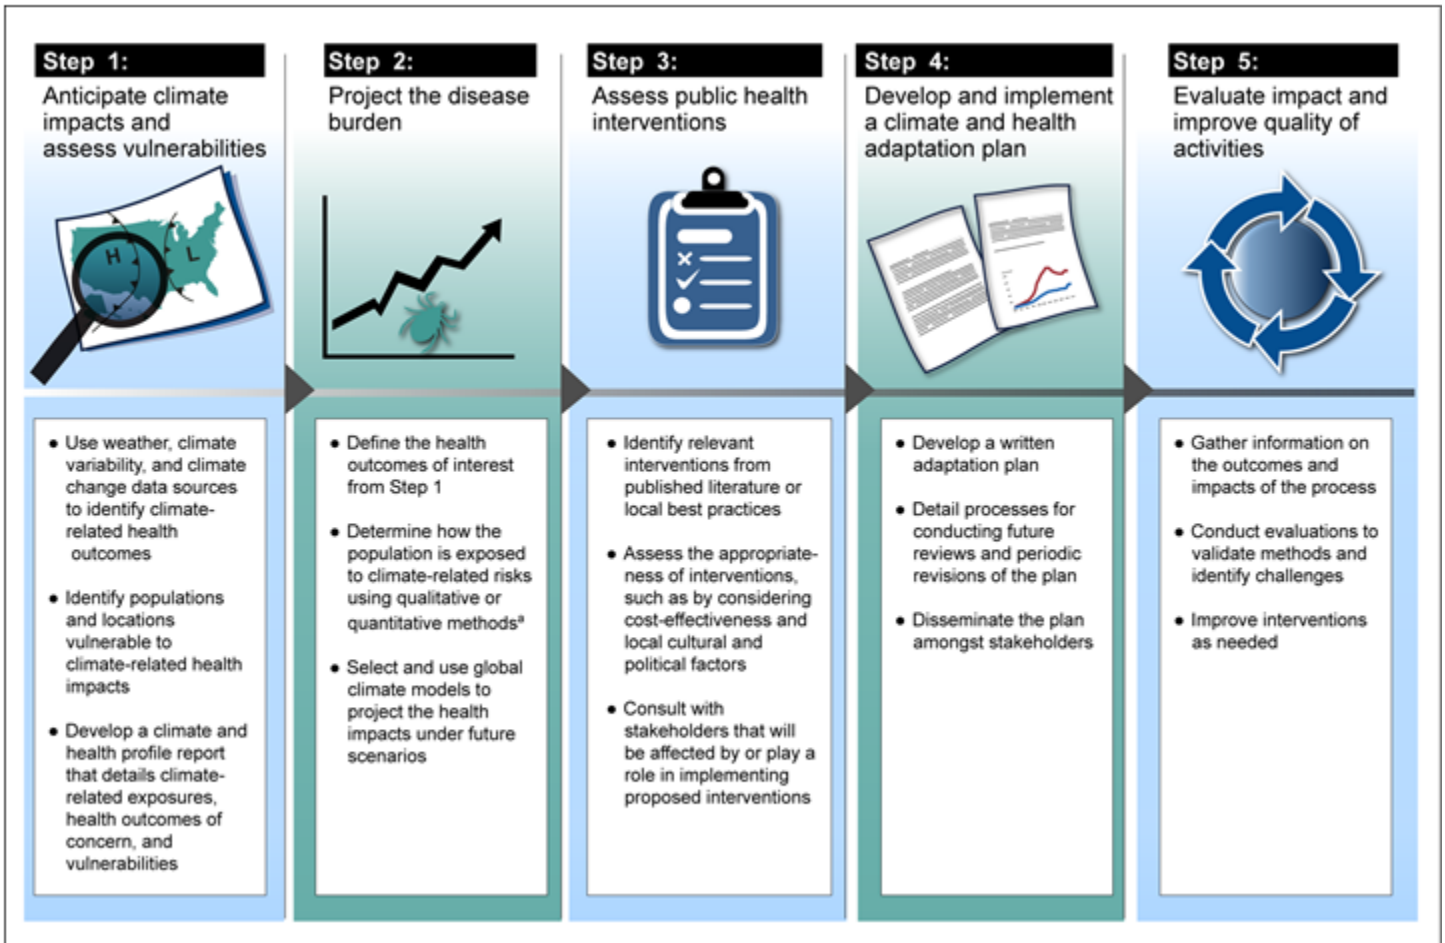 Step 1:
Anticipate climate
impacts and
assess vulnerabilities
H
L
● Use weather, climate
variability, and climate
change data sources
to identify climate-
related health
outcomes
● Identify populations
and locations
vulnerable to
climate-related health
impacts
● Develop a climate and
health profile report
that details climate-
related exposures,
health outcomes of
concern, and
vulnerabilities
Step 2:
Project the disease
burden
● Define the health
outcomes of interest
from Step 1
● Determine how the
population is exposed
to climate-related risks
using qualitative or
quantitative methodsª
● Select and use global
climate models to
project the health
impacts under future
scenarios
Step 3:
Assess public health
interventions
● Identify relevant
interventions from
published literature or
local best practices
● Assess the appropriate-
ness of interventions,
such as by considering
cost-effectiveness and
local cultural and
political factors
● Consult with
stakeholders that will
be affected by or play a
role in implementing
proposed interventions
Step 4:
Develop and implement
a climate and health
adaptation plan
● Develop a written
adaptation plan
● Detail processes for
conducting future
reviews and periodic
revisions of the plan
● Disseminate the plan
amongst stakeholders
Step 5:
Evaluate impact and
improve quality of
activities
● Gather information on
the outcomes and
impacts of the process
● Conduct evaluations to
validate methods and
identify challenges
● Improve interventions
as needed